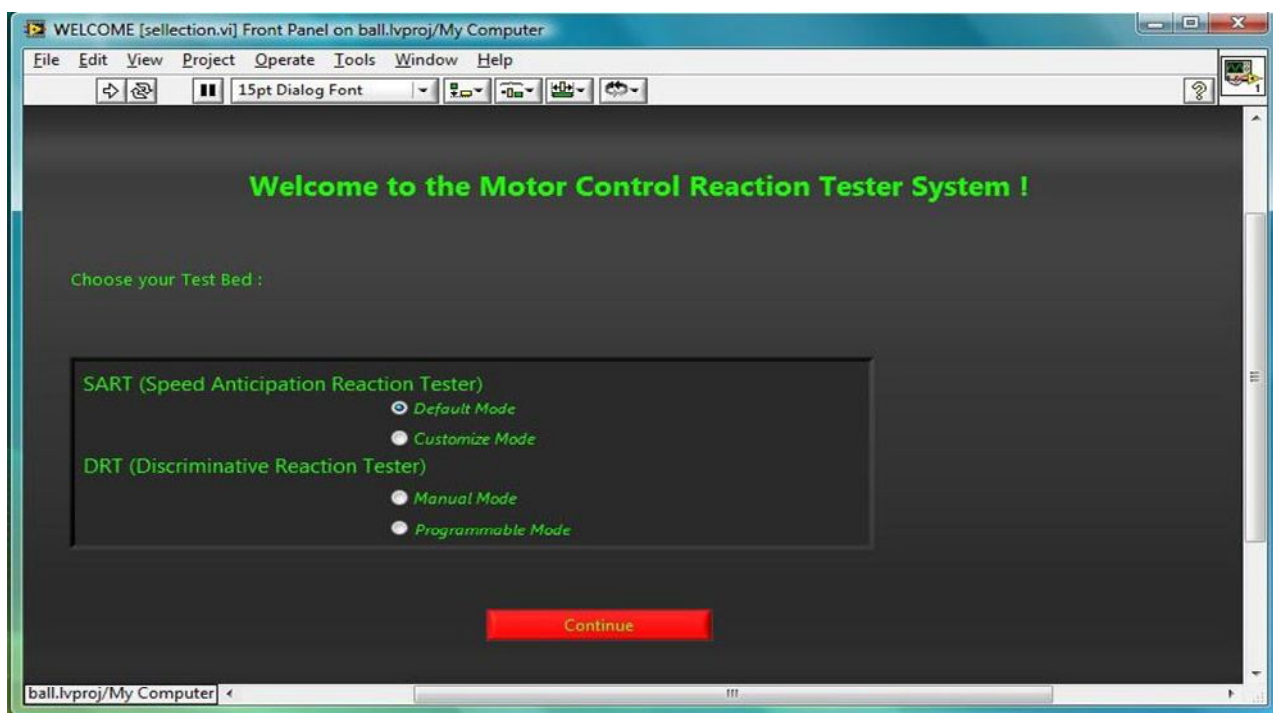 WELCOME [sellection.vi] Front Panel on ball.lvproj/My Computer
File Edit View Project Operate Tools Window Help
15pt Dialog Font
1
Welcome to the Motor Control Reaction Tester System !
Choose your Test Bed :
SART (Speed Anticipation Reaction Tester)
Default Mode
Customize Mode
DRT (Discriminative Reaction Tester)
Manual Mode
Programmable Mode
Continue
ball.lvproj/My Computer